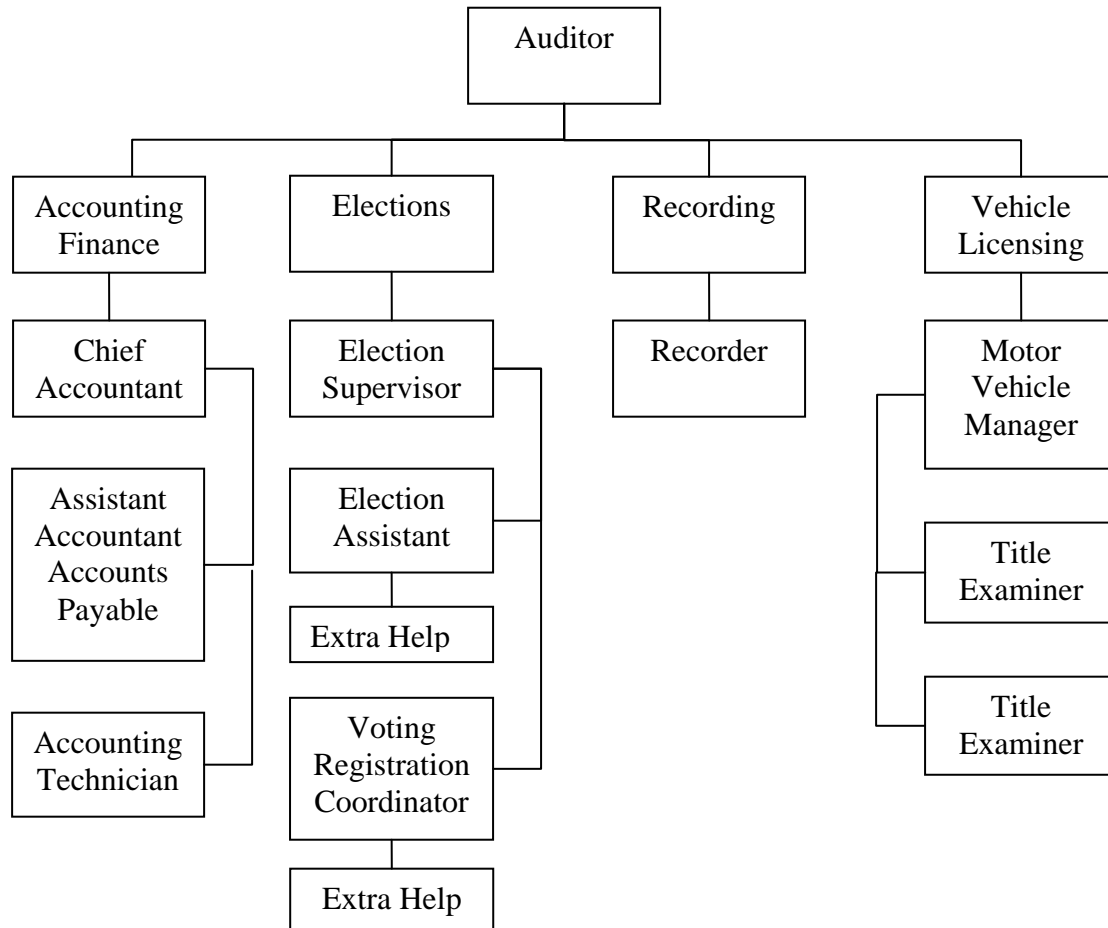 Auditor
Accounting
Finance
Elections
Recording
Vehicle
Licensing
Chief
Accountant
Election
Supervisor
Recorder
Motor
Vehicle
Manager
Assistant
Accountant
Accounts
Payable
Election
Assistant
Title
Examiner
Extra Help
Accounting
Technician
Voting
Registration
Coordinator
Title
Examiner
Extra Help